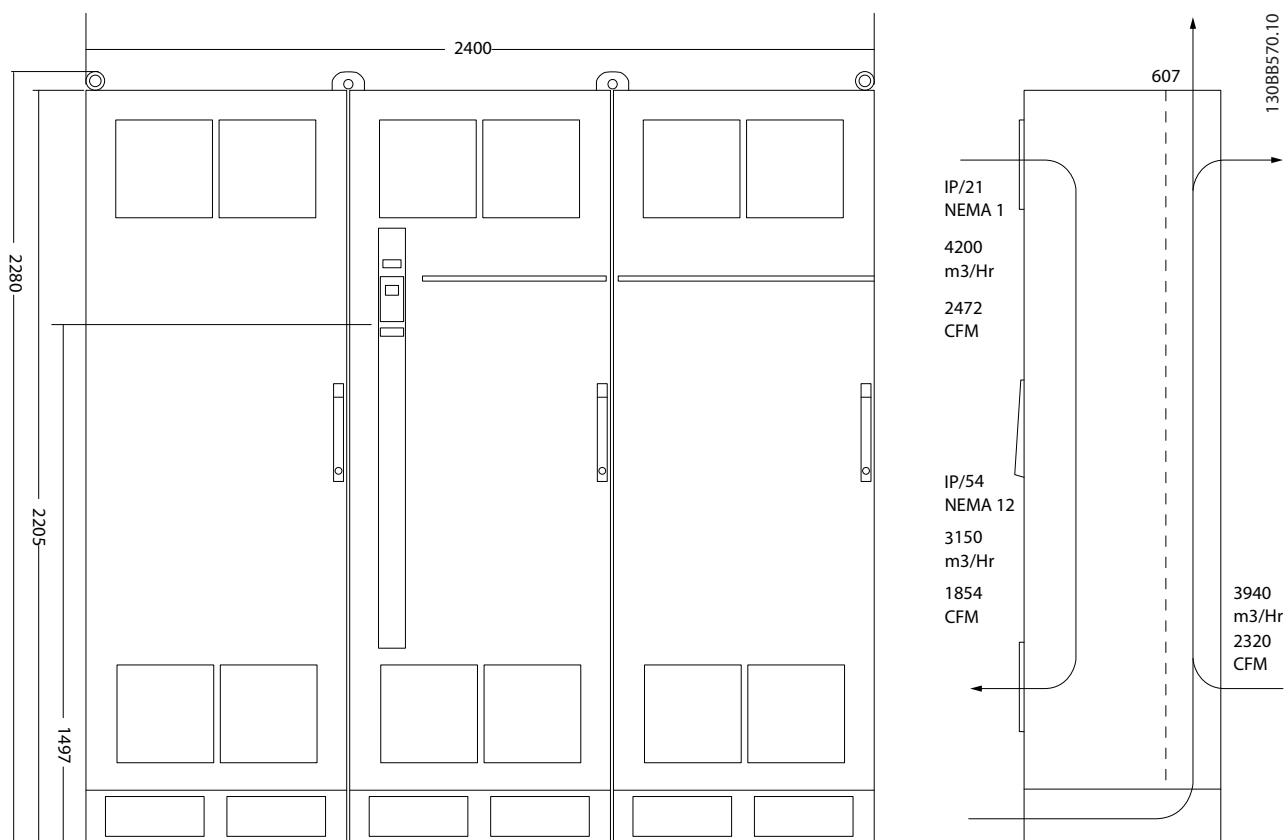 2400
2280
2205
1497
607
130BB570.10
IP/21
NEMA 1
4200
m3/Hr
2472
CFM
IP/54
NEMA 12
3150
m3/Hr
1854
CFM
3940
m3/Hr
2320
CFM